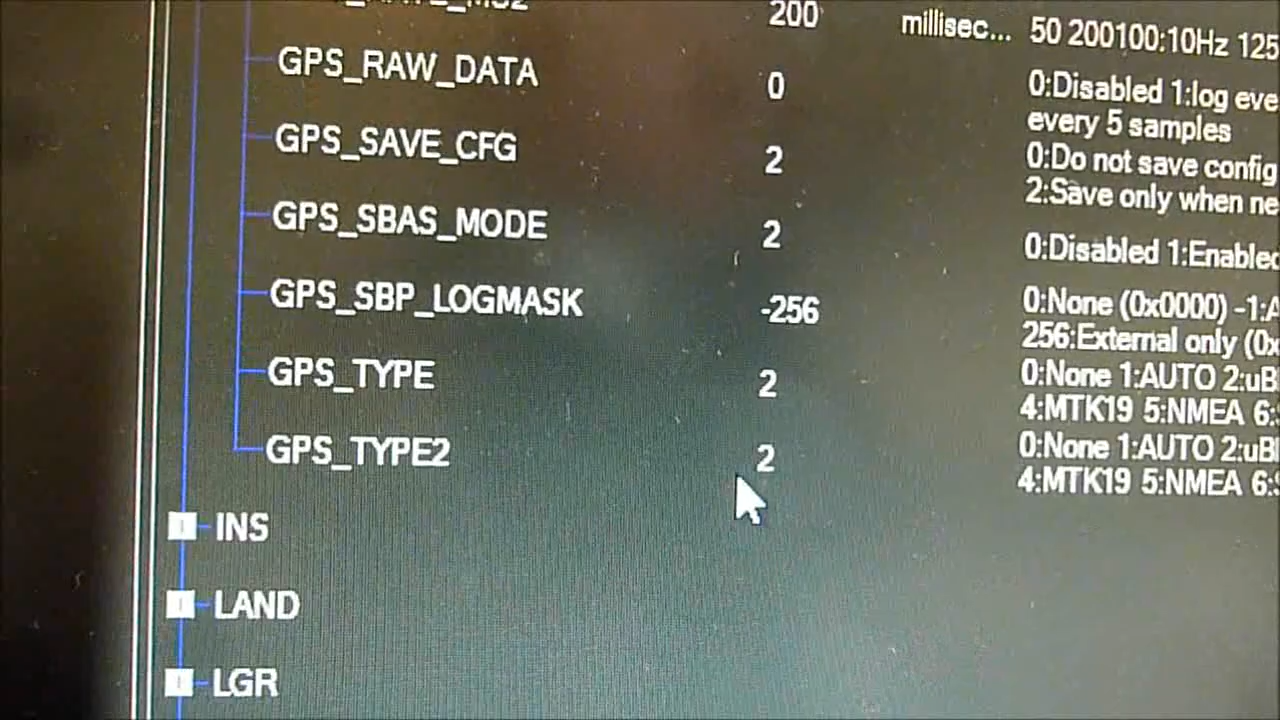 200 millisec... 50 200100:10Hz 125
GPS_RAW_DATA 0 0:Disabled 1:log eve
every 5 samples
GPS_SAVE_CFG 2 0:Do not save config
2:Save only when ne
GPS_SBAS_MODE 2 0:Disabled 1:Enabled
GPS_SBP_LOGMASK -256 0:None (0x0000) -1:A
256:External only (0x
GPS_TYPE 2 0:None 1:AUTO 2:uB
4:MTK19 5:NMEA 6:
GPS_TYPE2 2 0:None 1:AUTO 2:uB
4:MTK19 5:NMEA 6:
INS
LAND
LGR